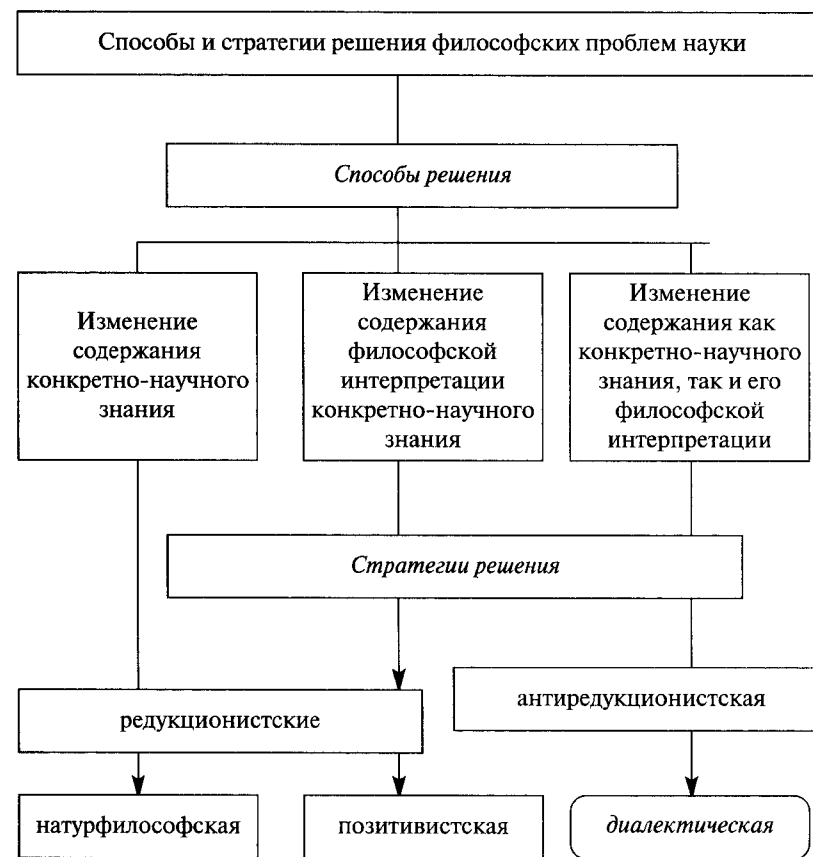 Способы и стратегии решения философских проблем науки
Способы решения
Изменение
содержания
конкретно-научного
знания
Изменение
содержания
философской
интерпретации
конкретно-научного
знания
Изменение
содержания как
конкретно-научного
знания, так и его
философской
интерпретации
Стратегии решения
редукционистские
антиредукционистская
натурфилософская
позитивистская
диалектическая